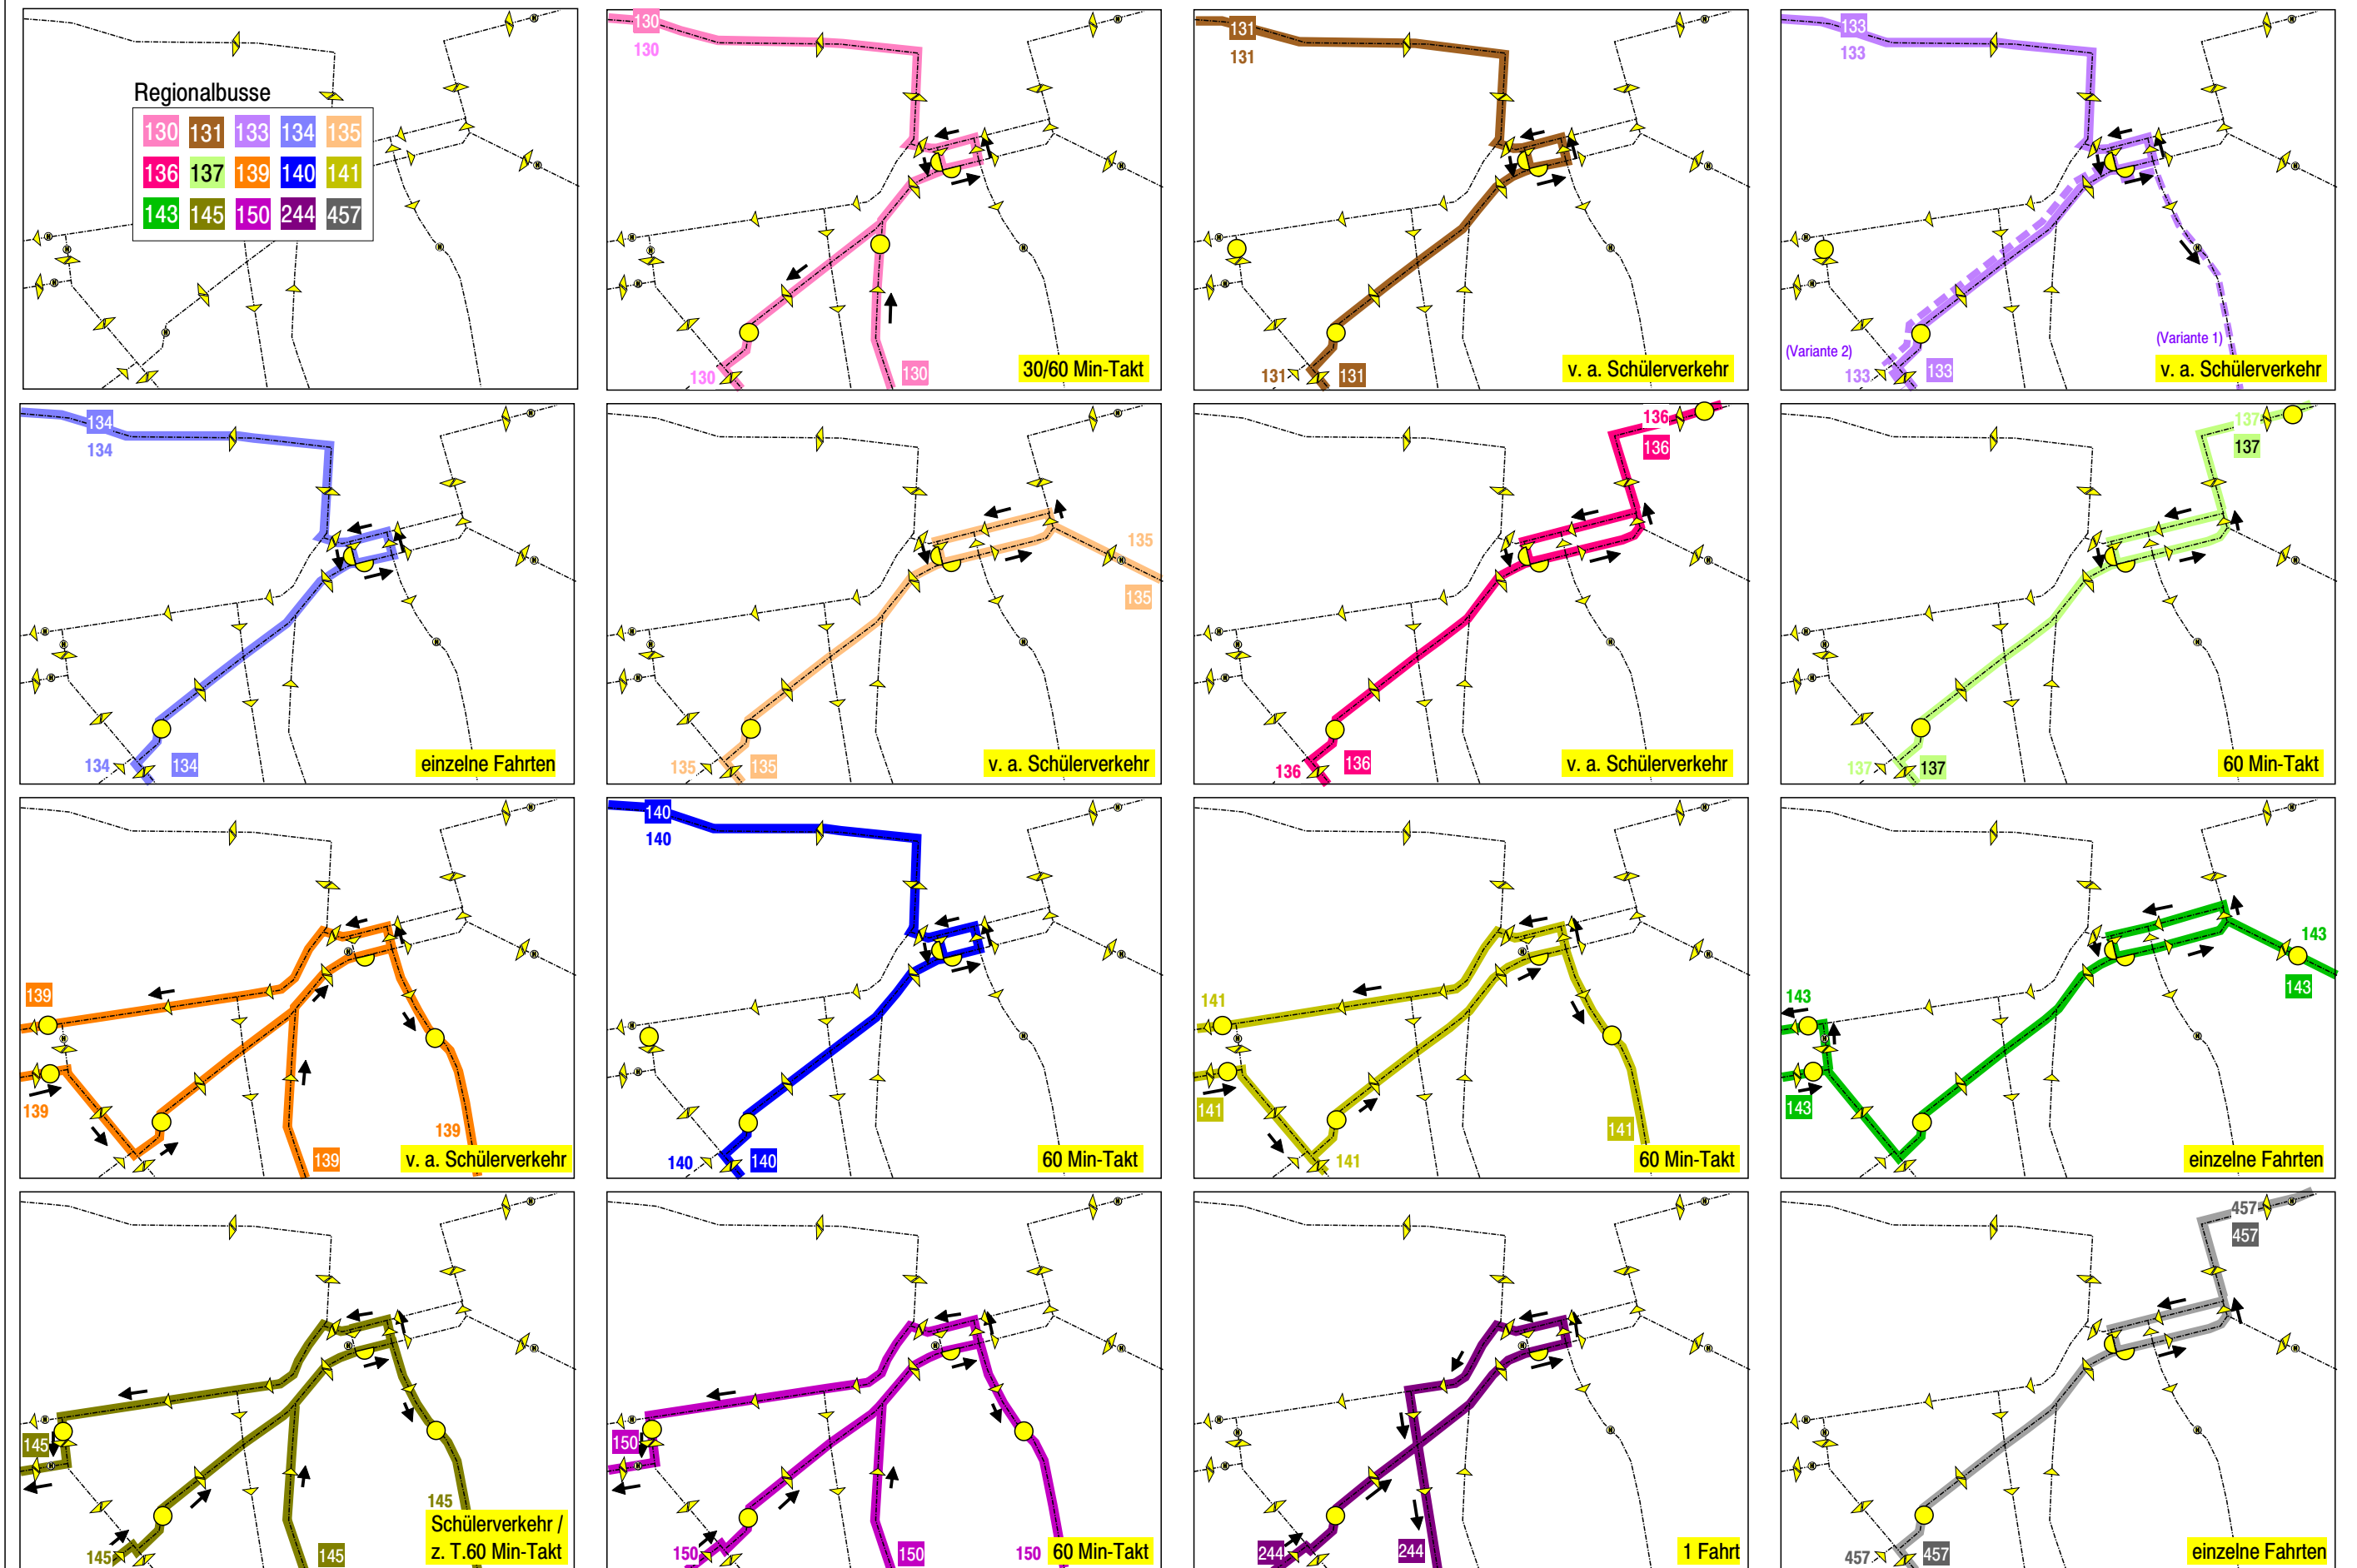 Regionalbusse
130 131 133 134 135
136 137 139 140 141
143 145 150 244 457
130
130
130
130
30/60 Min-Takt
131
131
131
131
v. a. Schülerverkehr
133
133
(Variante 1)
(Variante 2)
133
133
v. a. Schülerverkehr
134
134
134
134
einzelne Fahrten
135
135
135
135
v. a. Schülerverkehr
136
136
136
136
v. a. Schülerverkehr
137
137
137
137
60 Min-Takt
139
139
139
139
v. a. Schülerverkehr
140
140
140
140
60 Min-Takt
141
141
141
141
60 Min-Takt
143
143
143
143
einzelne Fahrten
145
145
145
145
Schülerverkehr /
z. T.60 Min-Takt
150
150
150
150
60 Min-Takt
244
244
1 Fahrt
457
457
457
457
einzelne Fahrten